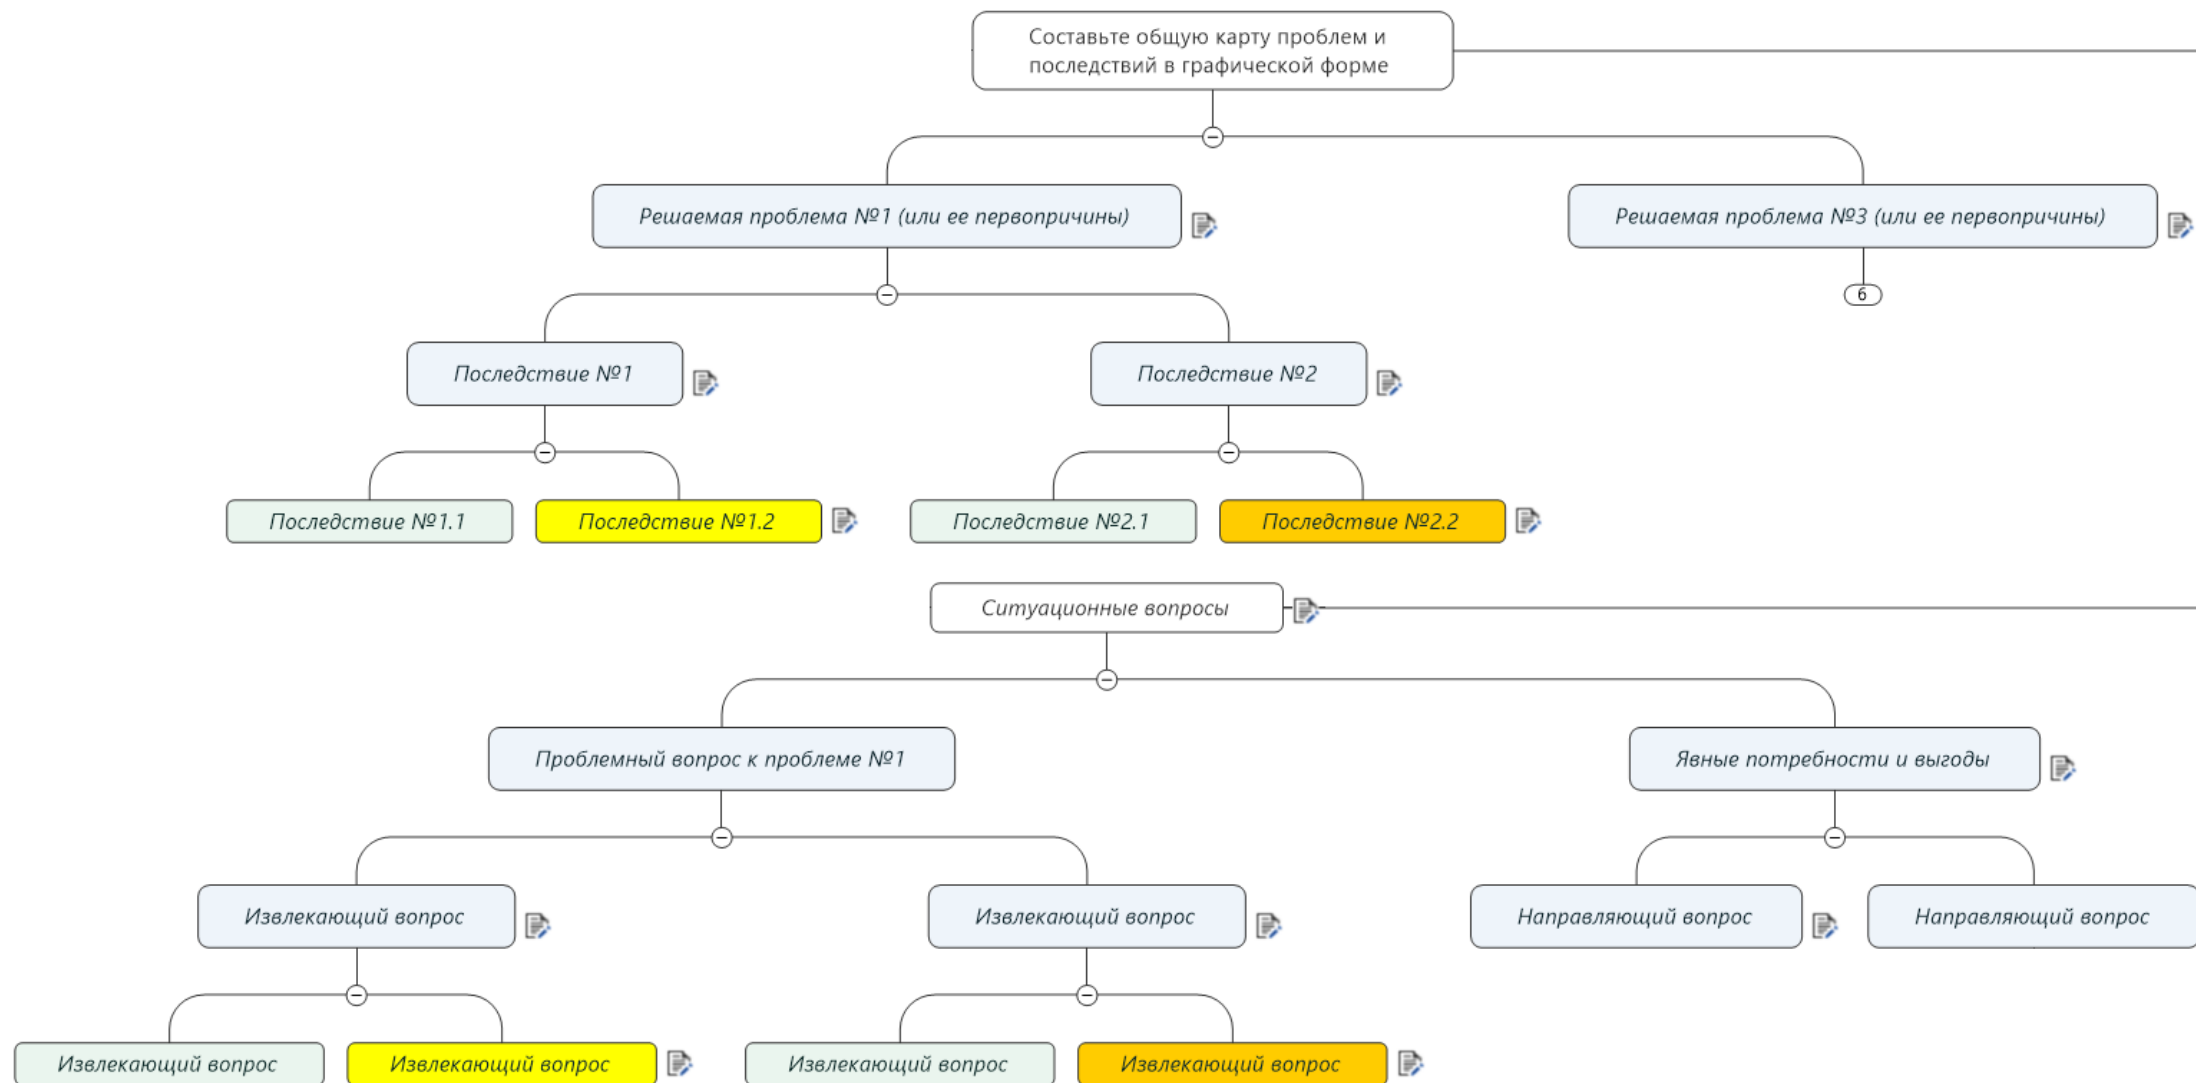 Составьте общую карту проблем и
последствий в графической форме
Решаемая проблема №1 (или ее первопричины)
Решаемая проблема №3 (или ее первопричины)
6
Последствие №1
Последствие №2
Последствие №1.1
Последствие №1.2
Последствие №2.1
Последствие №2.2
Ситуационные вопросы
Проблемный вопрос к проблеме №1
Явные потребности и выгоды
Извлекающий вопрос
Извлекающий вопрос
Направляющий вопрос
Направляющий вопрос
Извлекающий вопрос
Извлекающий вопрос
Извлекающий вопрос
Извлекающий вопрос